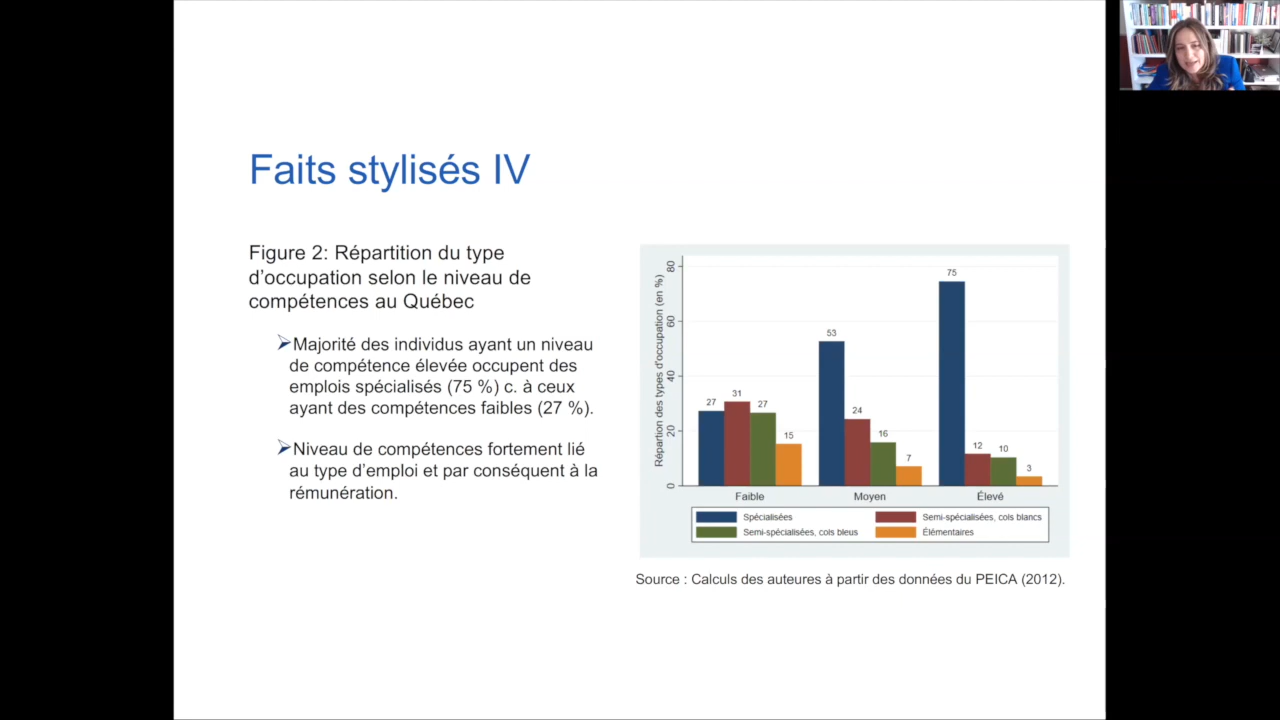 Faits stylisés IV
Figure 2: Répartition du type
d'occupation selon le niveau de
compétences au Québec
➢Majorité des individus ayant un niveau
de compétence élevée occupent des
emplois spécialisés (75 %) c. à ceux
ayant des compétences faibles (27 %).
➢Niveau de compétences fortement lié
au type d'emploi et par conséquent à la
rémunération.
Répartion des types d'occupation (en %)
80
60
40
20
0
27 31 27 15
53 24 16 7
75 12 10 3
Faible Moyen Élevé
Spécialisées Semi-spécialisées, cols blancs
Semi-spécialisées, cols bleus Élémentaires
Source : Calculs des auteures à partir des données du PEICA (2012).